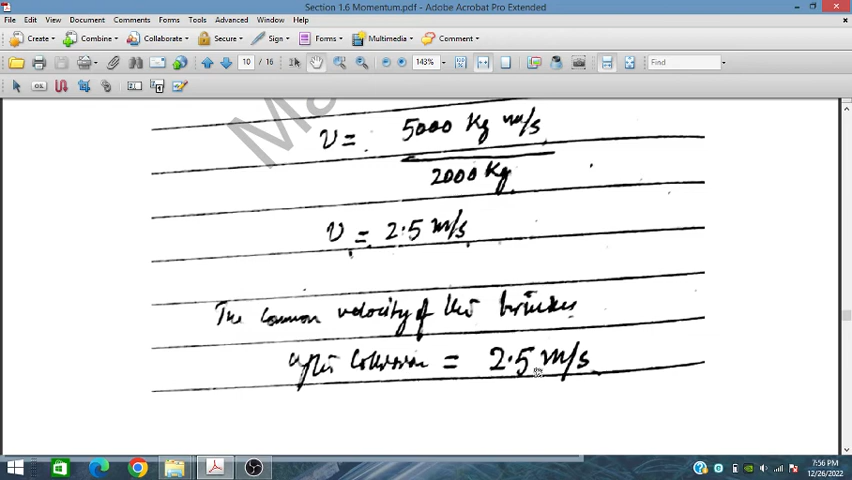 Section 1.6 Momentum.pdf - Adobe Acrobat Pro Extended
File Edit View Document Comments Forms Tools Advanced Window Help
Create Combine Collaborate Secure Sign Forms Multimedia Comment
10 / 16 143% Find
Ma
v = 5000 Kg m/s
2000 Kg
v = 2.5 m/s
The common velocity of the
after collision = 2.5 m/s
7:56 PM
12/26/2022